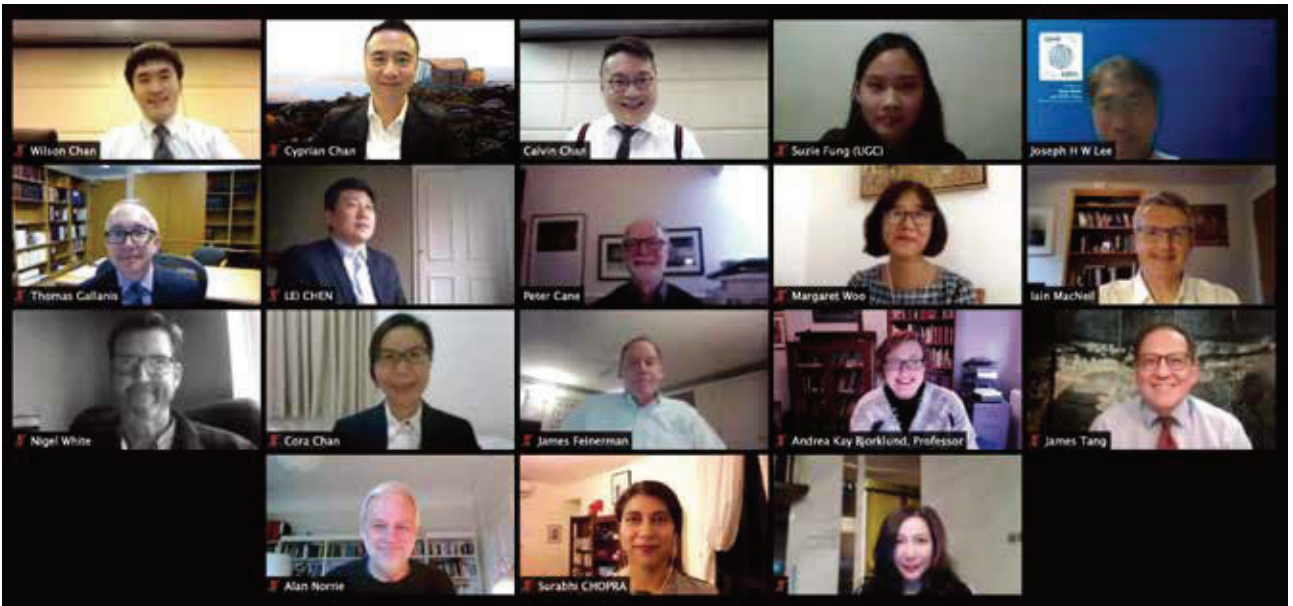 Wilson Chan
Cyprian Chan
Calvin Chan
Suzie Fung (UGC)
Joseph H W Lee
Thomas Gallanis
LEI CHEN
Peter Cane
Margaret Woo
Iain MacNeil
Nigel White
Cora Chan
James Feinerman
Andrea Kay Bjorklund, Professor
James Tang
Alan Norrie
Surabhi CHOPRA